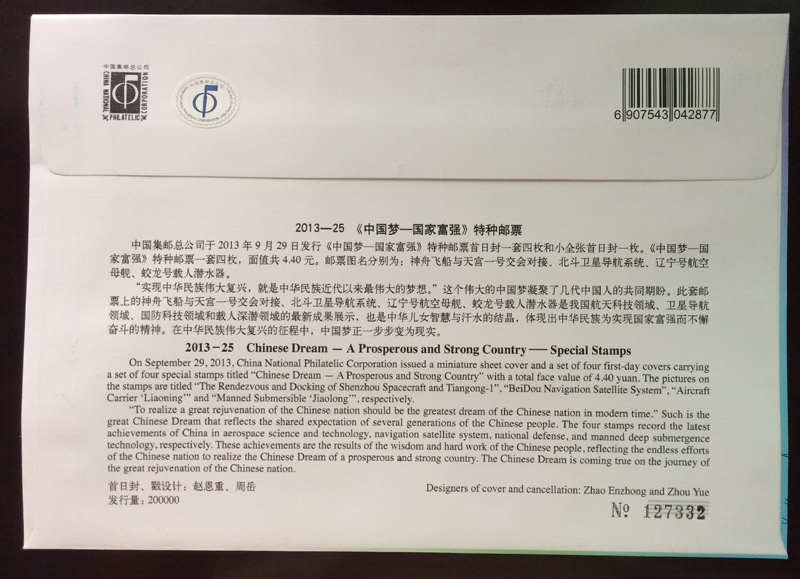 中国集邮总公司
CHINA NATIONAL
PHILATELIC
CORPORATION
6 907543 042877
2013—25 《中国梦—国家富强》特种邮票
中国集邮总公司于 2013 年 9 月 29 日发行《中国梦—国家富强》特种邮票首日封一套四枚和小全张首日封一枚。《中国梦—国
家富强》特种邮票一套四枚，面值共 4.40 元。邮票图名分别为：神舟飞船与天宫一号交会对接、北斗卫星导航系统、辽宁号航空
母舰、蛟龙号载人潜水器。
“实现中华民族伟大复兴，就是中华民族近代以来最伟大的梦想。”这个伟大的中国梦凝聚了几代中国人的共同期盼。此套邮
票上的神舟飞船与天宫一号交会对接、北斗卫星导航系统、辽宁号航空母舰、蛟龙号载人潜水器是我国航天科技领域、卫星导航
领域、国防科技领域和载人深潜领域的最新成果展示，也是中华儿女智慧与汗水的结晶，体现出中华民族为实现国家富强而不懈
奋斗的精神。在中华民族伟大复兴的征程中，中国梦正一步步变为现实。
2013－25 Chinese Dream — A Prosperous and Strong Country — Special Stamps
On September 29, 2013, China National Philatelic Corporation issued a miniature sheet cover and a set of four first-day covers carrying
a set of four special stamps titled “Chinese Dream — A Prosperous and Strong Country” with a total face value of 4.40 yuan. The pictures on
the stamps are titled “The Rendezvous and Docking of Shenzhou Spacecraft and Tiangong-1”, “BeiDou Navigation Satellite System”, “Aircraft
Carrier ‘Liaoning’” and “Manned Submersible ‘Jiaolong’”, respectively.
“To realize a great rejuvenation of the Chinese nation should be the greatest dream of the Chinese nation in modern time.” Such is the
great Chinese Dream that reflects the shared expectation of several generations of the Chinese people. The four stamps record the latest
achievements of China in aerospace science and technology, navigation satellite system, national defense, and manned deep submergence
technology, respectively. These achievements are the results of the wisdom and hard work of the Chinese people, reflecting the endless efforts
of the Chinese nation to realize the Chinese Dream of a prosperous and strong country. The Chinese Dream is coming true on the journey of
the great rejuvenation of the Chinese nation.
首日封、戳设计：赵恩重、周岳
Designers of cover and cancellation: Zhao Enzhong and Zhou Yue
发行量：200000
№ 127332